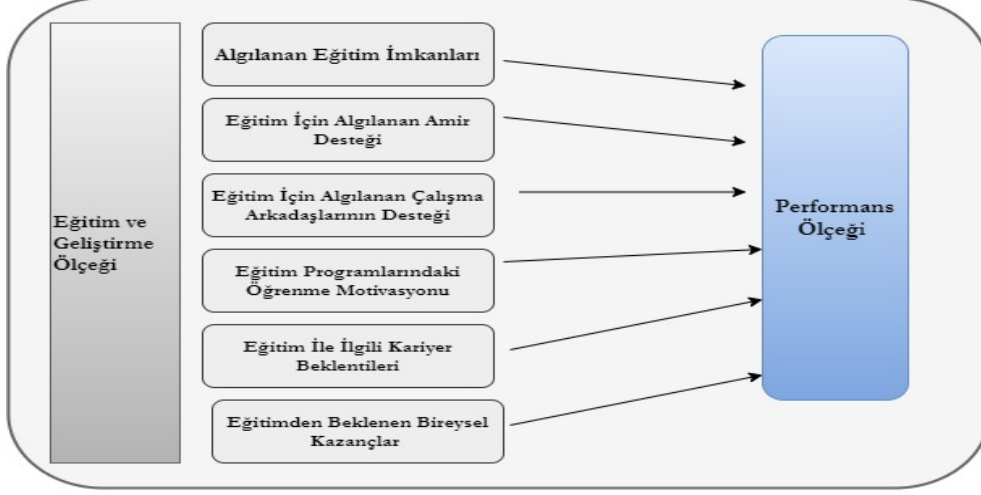 Eğitim ve
Geliştirme
Ölçeği
Algılanan Eğitim İmkanları
Eğitim İçin Algılanan Amir
Desteği
Eğitim İçin Algılanan Çalışma
Arkadaşlarının Desteği
Eğitim Programlarındaki
Öğrenme Motivasyonu
Eğitim İle İlgili Kariyer
Beklentileri
Eğitimden Beklenen Bireysel
Kazançlar
Performans
Ölçeği